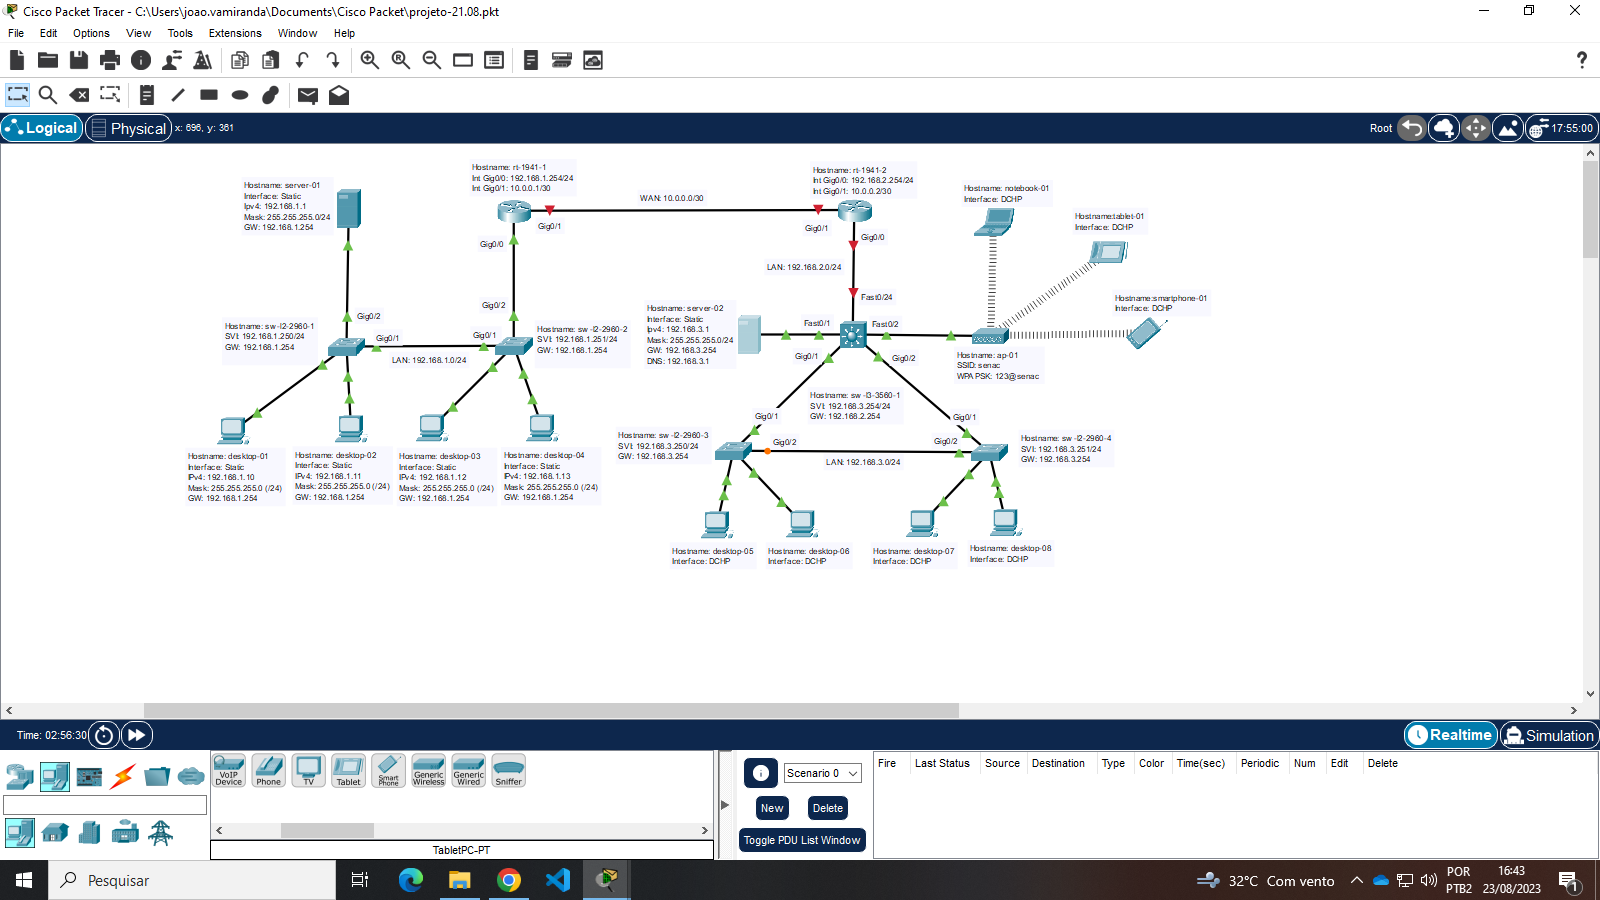 Cisco Packet Tracer - C:\Users\joao.vamiranda\Documents\Cisco Packet\projeto-21.08.pkt
File Edit Options View Tools Extensions Window Help
Logical Physical x: 696, y: 361 Root 17:55:00
Hostname: server-01
Interface: Static
Ipv4: 192.168.1.1
Mask: 255.255.255.0/24
GW: 192.168.1.254
Hostname: rt-1941-1
Int Gig0/0: 192.168.1.254/24
Int Gig0/1: 10.0.0.1/30
WAN: 10.0.0.0/30
Hostname: rt-1941-2
Int Gig0/0: 192.168.2.254/24
Int Gig0/1: 10.0.0.2/30
Hostname: notebook-01
Interface: DCHP
Hostname:tablet-01
Interface: DCHP
Gig0/1
Gig0/1
Gig0/0
Gig0/0
LAN: 192.168.2.0/24
Hostname:smartphone-01
Interface: DCHP
Gig0/2
Gig0/2
Fast0/24
Hostname: sw-l2-2960-1
SVI: 192.168.1.250/24
GW: 192.168.1.254
Gig0/1
Gig0/1
LAN: 192.168.1.0/24
Hostname: sw-l2-2960-2
SVI: 192.168.1.251/24
GW: 192.168.1.254
Hostname: server-02
Interface: Static
Ipv4: 192.168.3.1
Mask: 255.255.255.0/24
GW: 192.168.3.254
DNS: 192.168.3.1
Fast0/1
Fast0/2
Gig0/1
Gig0/2
Hostname: ap-01
SSID: senac
WPA PSK: 123@senac
Hostname: sw-l3-3560-1
SVI: 192.168.3.254/24
GW: 192.168.2.254
Gig0/1
Gig0/1
Hostname: sw-l2-2960-3
SVI: 192.168.3.250/24
GW: 192.168.3.254
Gig0/2
Gig0/2
LAN: 192.168.3.0/24
Hostname: sw-l2-2960-4
SVI: 192.168.3.251/24
GW: 192.168.3.254
Hostname: desktop-01
Interface: Static
IPv4: 192.168.1.10
Mask: 255.255.255.0 (/24)
GW: 192.168.1.254
Hostname: desktop-02
Interface: Static
IPv4: 192.168.1.11
Mask: 255.255.255.0 (/24)
GW: 192.168.1.254
Hostname: desktop-03
Interface: Static
IPv4: 192.168.1.12
Mask: 255.255.255.0 (/24)
GW: 192.168.1.254
Hostname: desktop-04
Interface: Static
IPv4: 192.168.1.13
Mask: 255.255.255.0 (/24)
GW: 192.168.1.254
Hostname: desktop-05
Interface: DCHP
Hostname: desktop-06
Interface: DCHP
Hostname: desktop-07
Interface: DCHP
Hostname: desktop-08
Interface: DCHP
Time: 02:56:30 Realtime Simulation
VoIP Device
Phone
TV
Tablet
Smart Phone
Generic Wireless
Generic Wired
Sniffer
TabletPC-PT
Scenario 0
New Delete
Toggle PDU List Window
Fire Last Status Source Destination Type Color Time(sec) Periodic Num Edit Delete
Pesquisar
32°C Com vento
POR
PTB2
16:43
23/08/2023
1